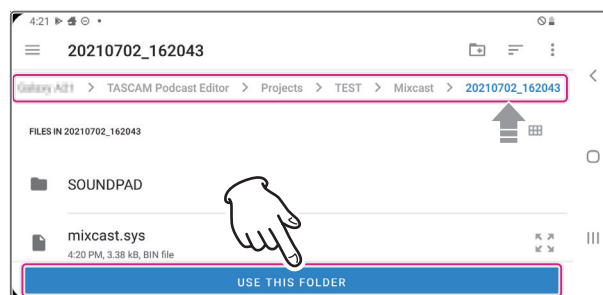 4:21
20210702_162043
> TASCAM Podcast Editor > Projects > TEST > Mixcast > 20210702_162043
FILES IN 20210702_162043
SOUNDPAD
mixcast.sys
4:20 PM, 3.38 kB, BIN file
USE THIS FOLDER